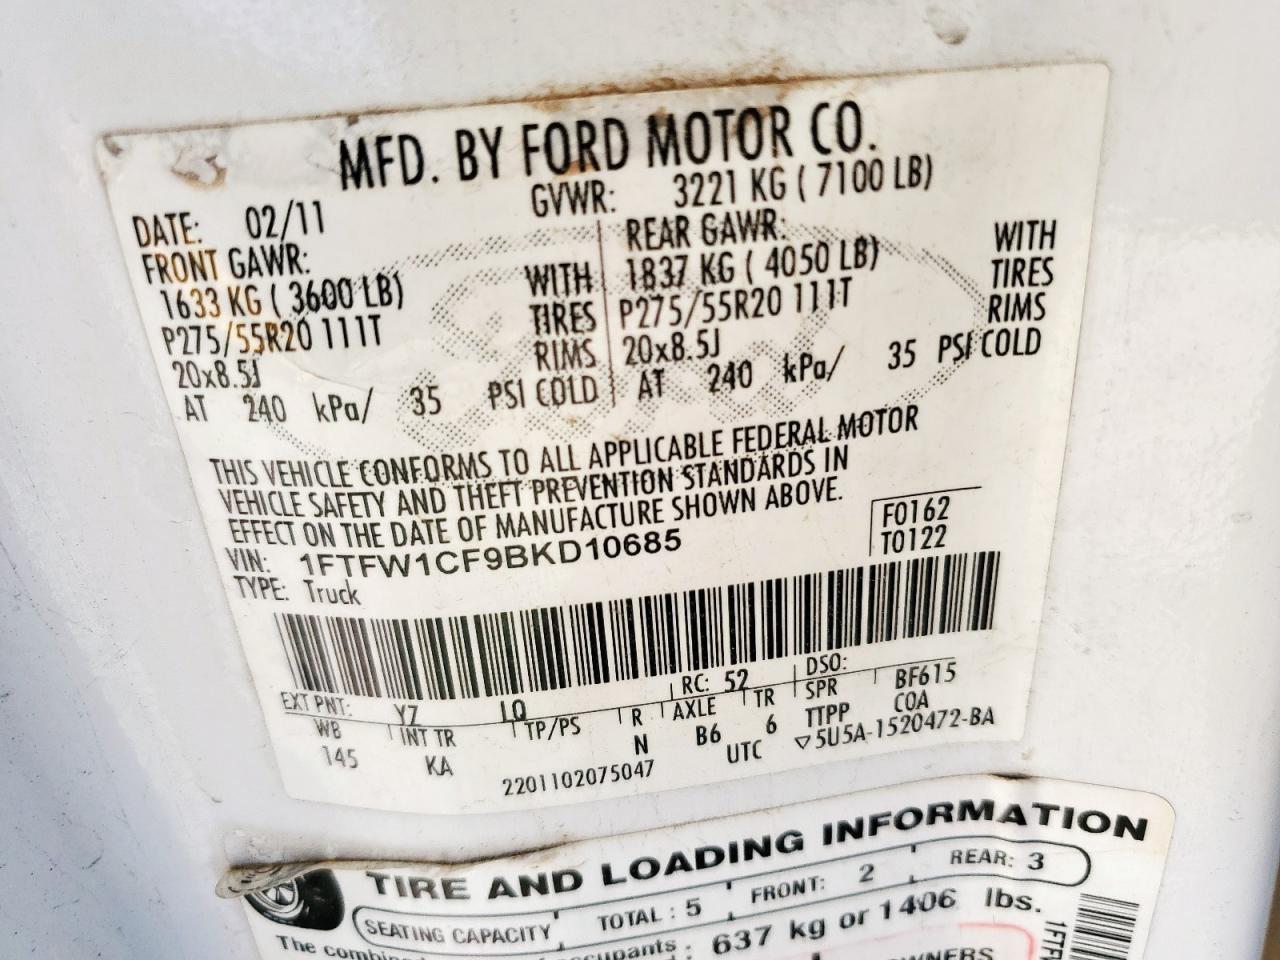 MFD. BY FORD MOTOR CO.
DATE: 02/11 GVWR: 3221 KG ( 7100 LB)
FRONT GAWR: REAR GAWR:
1633 KG ( 3600 LB) WITH 1837 KG ( 4050 LB) WITH
P275/55R20 111T TIRES P275/55R20 111T TIRES
20x8.5J RIMS 20x8.5J RIMS
AT 240 kPa/ 35 PSI COLD AT 240 kPa/ 35 PSI COLD
THIS VEHICLE CONFORMS TO ALL APPLICABLE FEDERAL MOTOR
VEHICLE SAFETY AND THEFT PREVENTION STANDARDS IN
EFFECT ON THE DATE OF MANUFACTURE SHOWN ABOVE.
VIN: 1FTFW1CF9BKD10685 F0162
TYPE: Truck T0122
EXT PNT: YZ LQ RC: 52 DSO:
WB INT TR TP/PS R AXLE TR SPR BF615
145 KA N B6 6 TTPP COA
2201102075047 UTC ▽5U5A-1520472-BA
TIRE AND LOADING INFORMATION
SEATING CAPACITY TOTAL : 5 FRONT: 2 REAR: 3
The 637 kg or 1406 lbs.